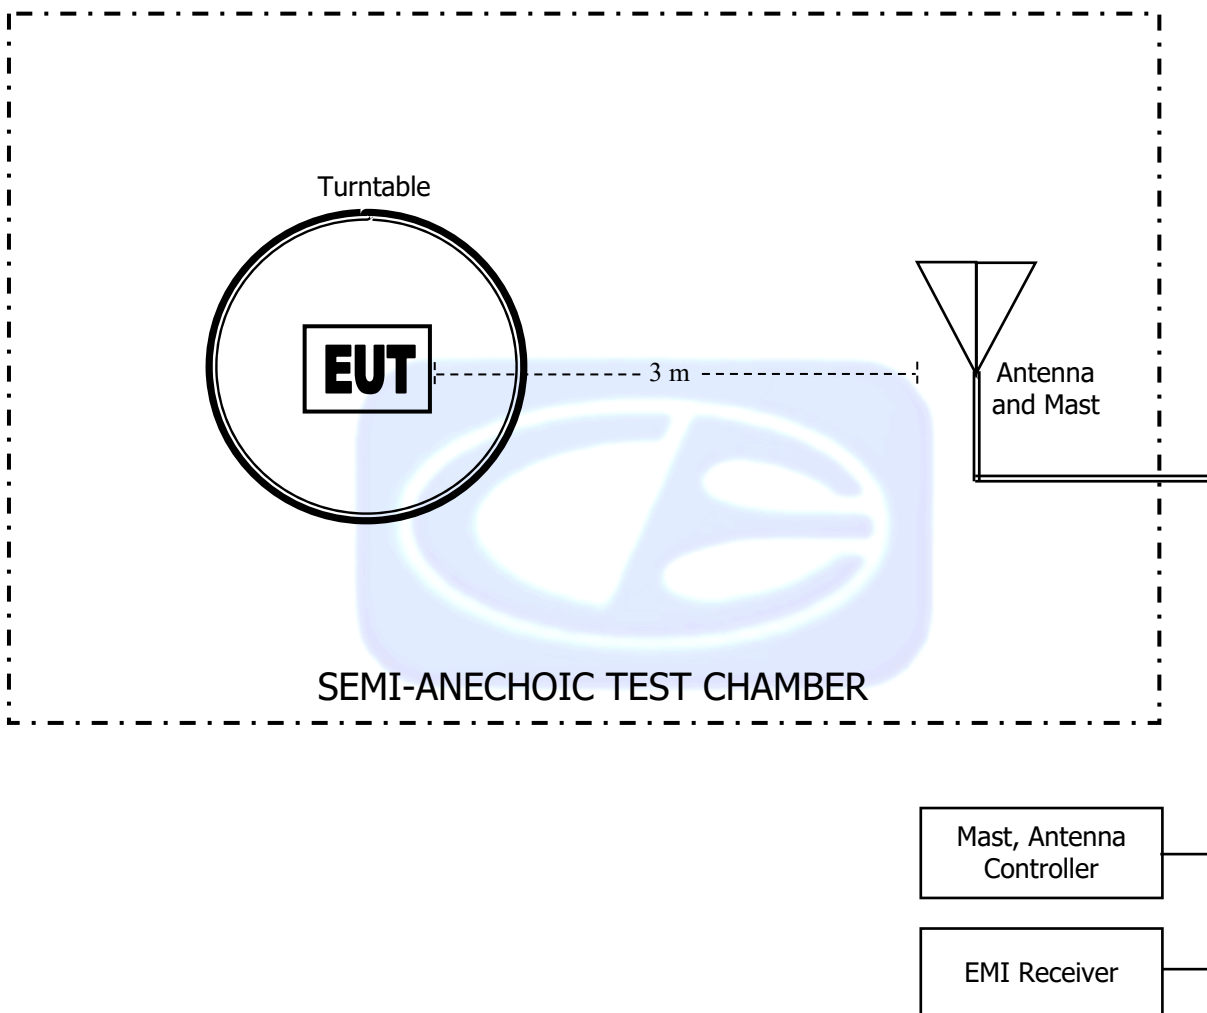 Turntable
EUT
3 m
Antenna
and Mast
SEMI-ANECHOIC TEST CHAMBER
Mast, Antenna
Controller
EMI Receiver